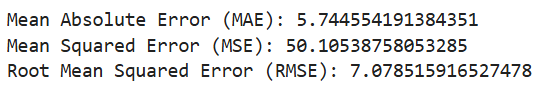 Mean Absolute Error (MAE): 5.744554191384351
Mean Squared Error (MSE): 50.10538758053285
Root Mean Squared Error (RMSE): 7.078515916527478